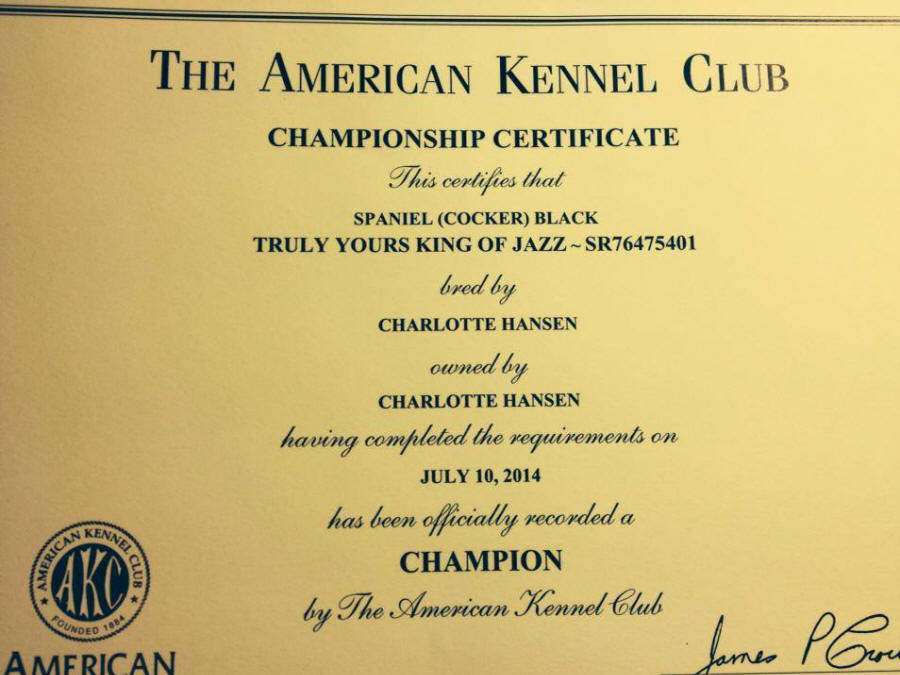 THE AMERICAN KENNEL CLUB
CHAMPIONSHIP CERTIFICATE
This certifies that
SPANIEL (COCKER) BLACK
TRULY YOURS KING OF JAZZ ~ SR76475401
bred by
CHARLOTTE HANSEN
owned by
CHARLOTTE HANSEN
having completed the requirements on
JULY 10, 2014
has been officially recorded a
CHAMPION
by The American Kennel Club
AMERICAN KENNEL CLUB
AKC
FOUNDED 1884
AMERICAN
James P